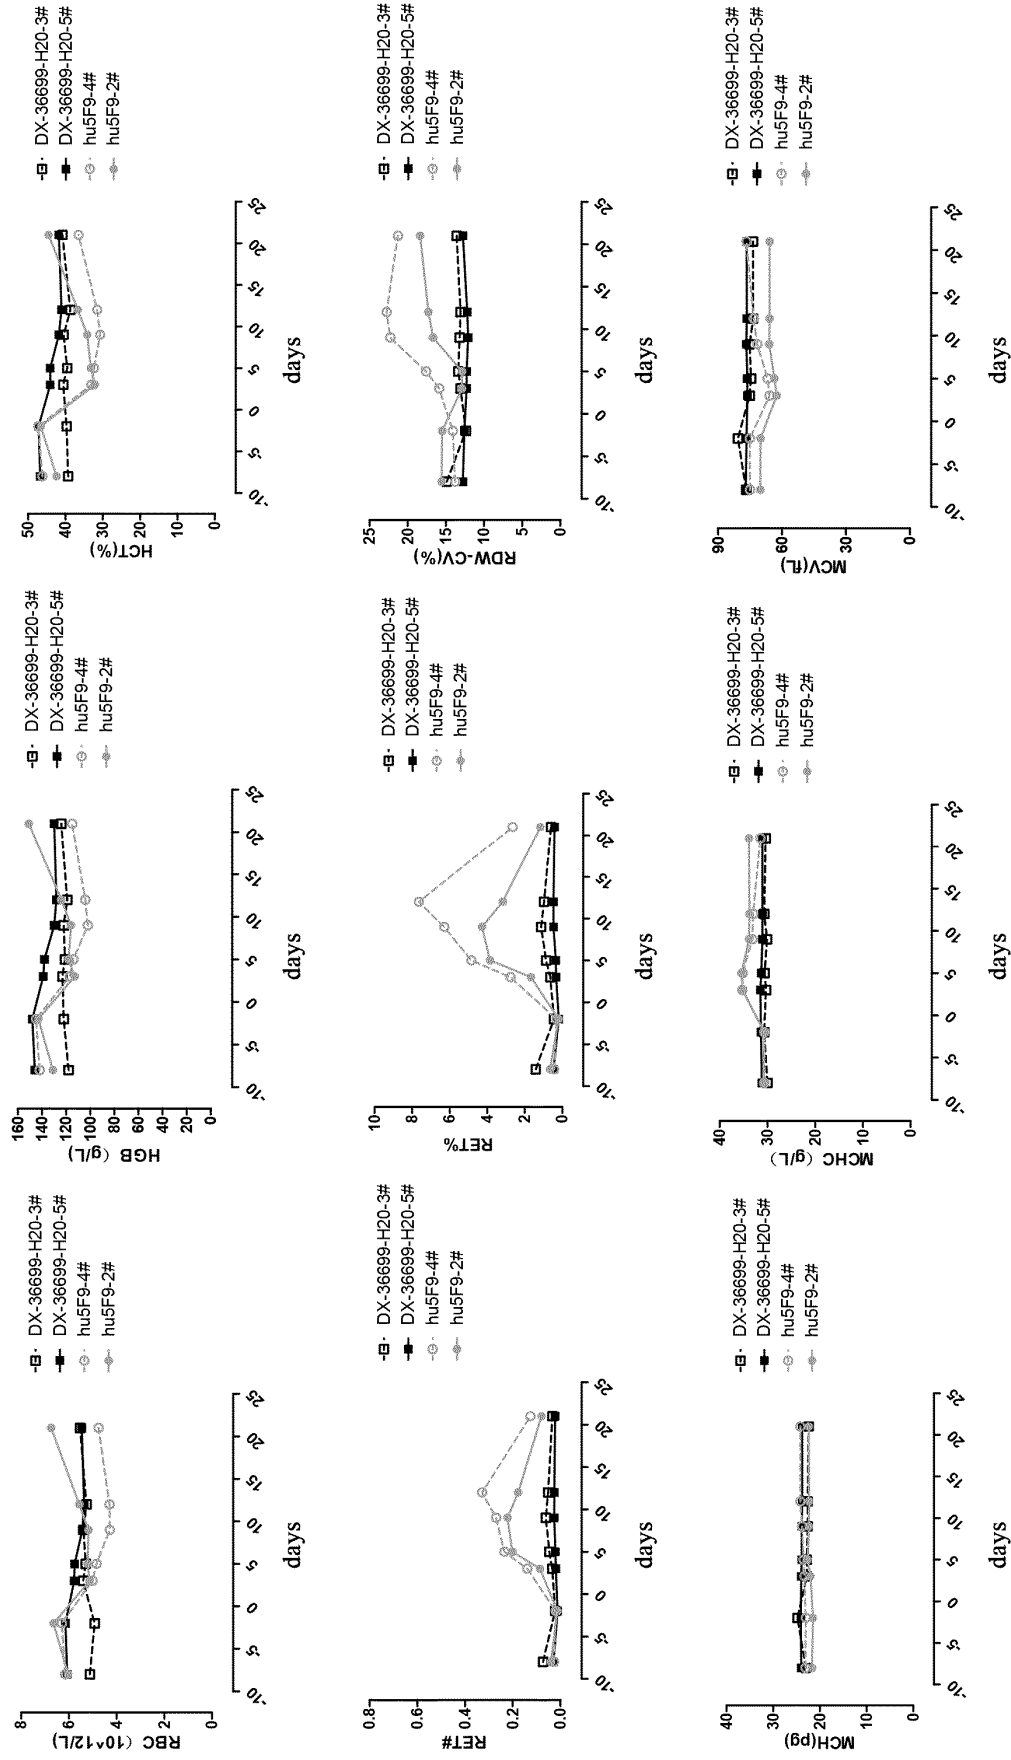 RBC（10^12/L）
8
6
4
2
0
-10 -5 0 5 10 15 20 25
days
DX-36699-H20-3#
DX-36699-H20-5#
hu5F9-4#
hu5F9-2#
HGB（g/L）
160
140
120
100
80
60
40
20
0
-10 -5 0 5 10 15 20 25
days
DX-36699-H20-3#
DX-36699-H20-5#
hu5F9-4#
hu5F9-2#
HCT(%)
50
40
30
20
10
0
-10 -5 0 5 10 15 20 25
days
DX-36699-H20-3#
DX-36699-H20-5#
hu5F9-4#
hu5F9-2#
RET#
0.8
0.6
0.4
0.2
0.0
-10 -5 0 5 10 15 20 25
days
DX-36699-H20-3#
DX-36699-H20-5#
hu5F9-4#
hu5F9-2#
RET%
10
8
6
4
2
0
-10 -5 0 5 10 15 20 25
days
DX-36699-H20-3#
DX-36699-H20-5#
hu5F9-4#
hu5F9-2#
RDW-CV(%)
25
20
15
10
5
0
-10 -5 0 5 10 15 20 25
days
DX-36699-H20-3#
DX-36699-H20-5#
hu5F9-4#
hu5F9-2#
MCH(pg)
40
30
20
10
0
-10 -5 0 5 10 15 20 25
days
DX-36699-H20-3#
DX-36699-H20-5#
hu5F9-4#
hu5F9-2#
MCHC（g/L）
40
30
20
10
0
-10 -5 0 5 10 15 20 25
days
DX-36699-H20-3#
DX-36699-H20-5#
hu5F9-4#
hu5F9-2#
MCV(fL)
90
60
30
0
-10 -5 0 5 10 15 20 25
days
DX-36699-H20-3#
DX-36699-H20-5#
hu5F9-4#
hu5F9-2#